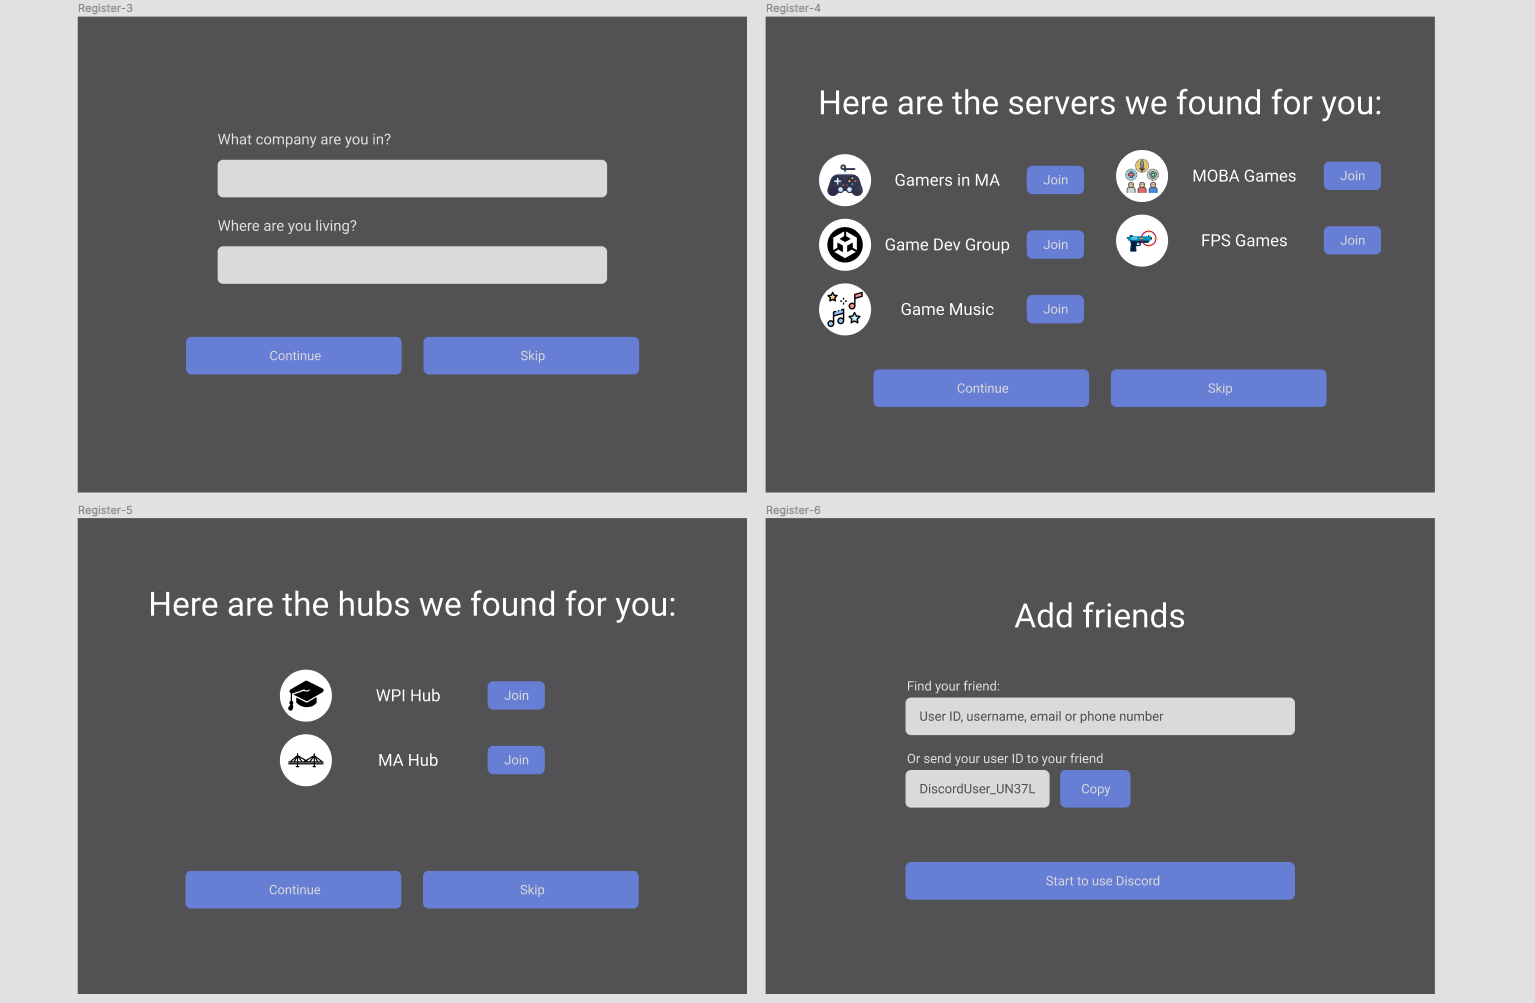 Register-3
What company are you in?
Where are you living?
Continue
Skip
Register-4
Here are the servers we found for you:
Gamers in MA
Join
MOBA Games
Join
Game Dev Group
Join
FPS Games
Join
Game Music
Join
Continue
Skip
Register-5
Here are the hubs we found for you:
WPI Hub
Join
MA Hub
Join
Continue
Skip
Register-6
Add friends
Find your friend:
User ID, username, email or phone number
Or send your user ID to your friend
DiscordUser_UN37L
Copy
Start to use Discord